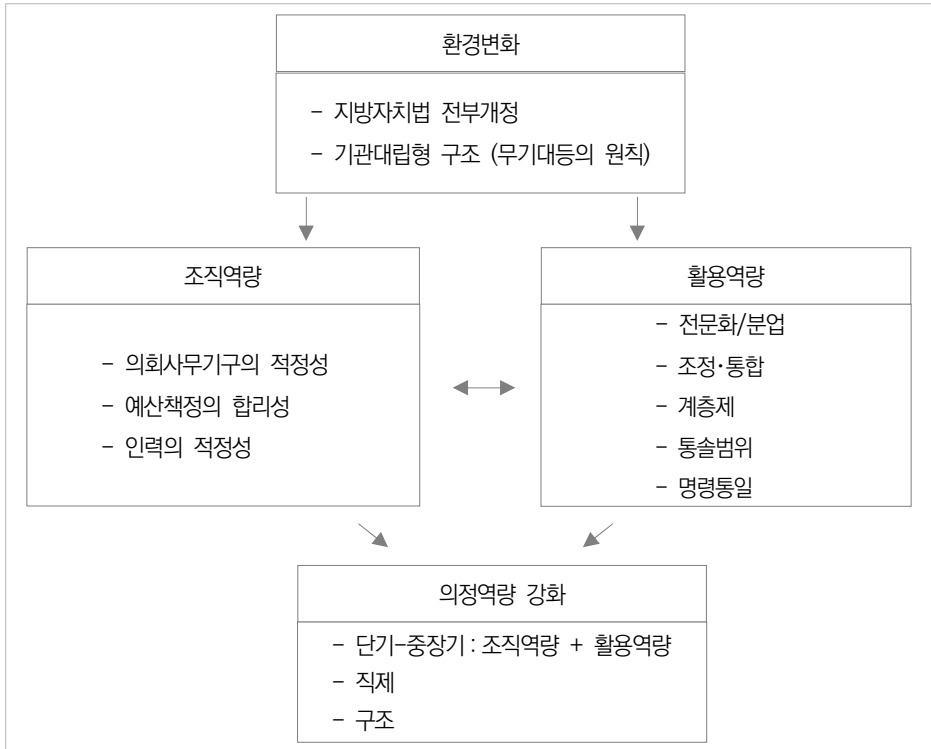 환경변화
- 지방자치법 전부개정
- 기관대립형 구조 (무기대등의 원칙)
조직역량
- 의회사무기구의 적정성
- 예산책정의 합리성
- 인력의 적정성
활용역량
- 전문화/분업
- 조정·통합
- 계층제
- 통솔범위
- 명령통일
의정역량 강화
- 단기-중장기 : 조직역량 + 활용역량
- 직제
- 구조